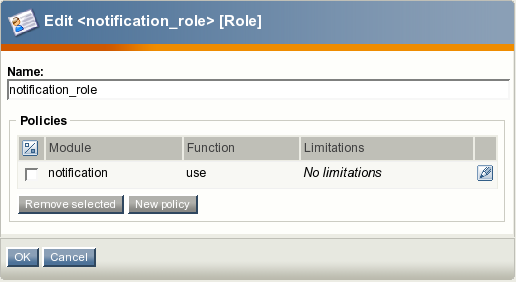 Edit <notification_role> [Role]
Name:
notification_role
Policies
Module Function Limitations
notification use No limitations
Remove selected New policy
OK Cancel